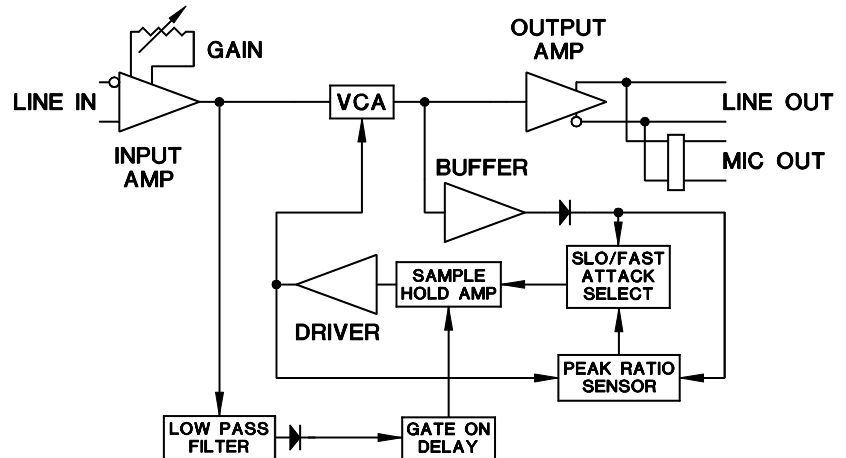 GAIN
LINE IN
INPUT
AMP
VCA
OUTPUT
AMP
LINE OUT
MIC OUT
BUFFER
SLO/FAST
ATTACK
SELECT
SAMPLE
HOLD AMP
DRIVER
PEAK RATIO
SENSOR
LOW PASS
FILTER
GATE ON
DELAY